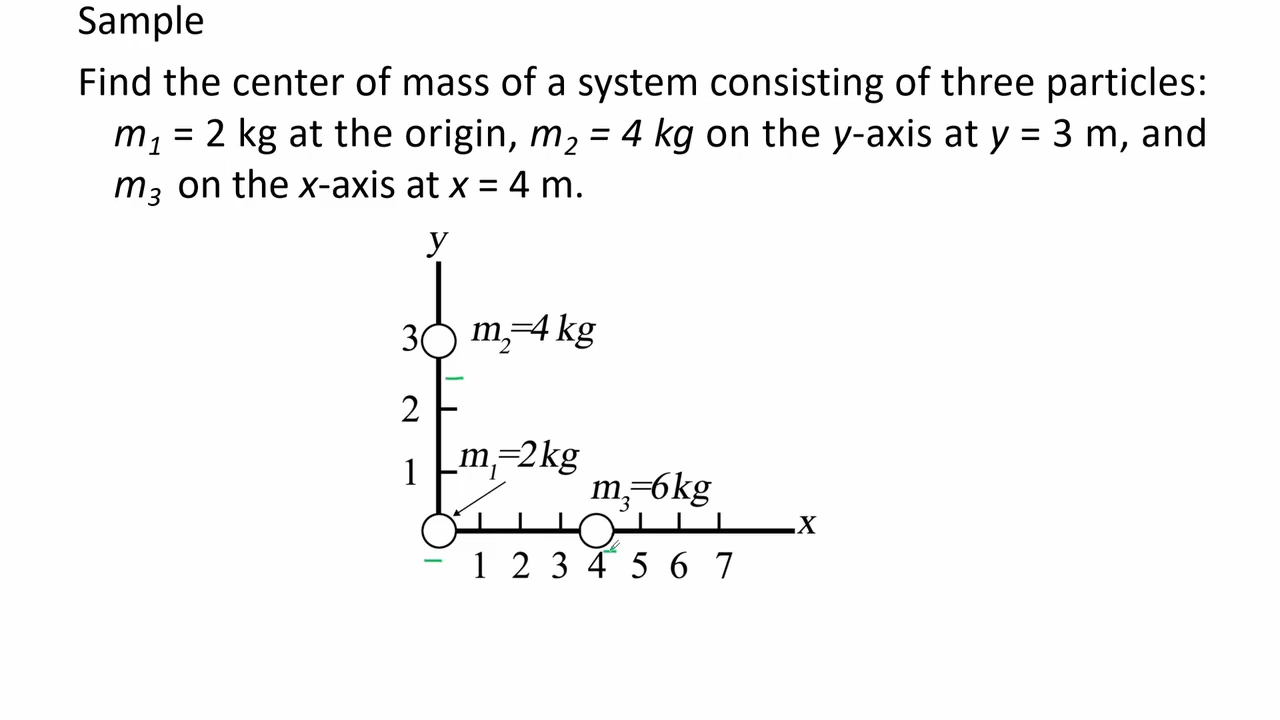 Sample
Find the center of mass of a system consisting of three particles:
m₁ = 2 kg at the origin, m₂ = 4 kg on the y-axis at y = 3 m, and
m₃ on the x-axis at x = 4 m.
y
3 m₂=4 kg
2
1 m₁=2kg
m₃=6kg
x
1 2 3 4 5 6 7